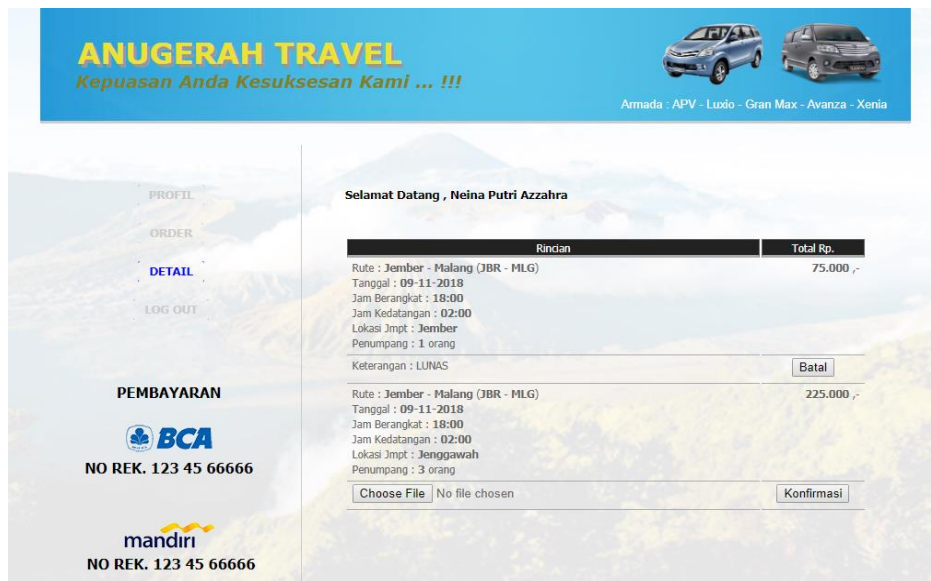 ANUGERAH TRAVEL
Kepuasan Anda Kesuksesan Kami ... !!!
Armada : APV - Luxio - Gran Max - Avanza - Xenia
PROFIL
ORDER
DETAIL
LOG OUT
PEMBAYARAN
BCA
NO REK. 123 45 66666
mandiri
NO REK. 123 45 66666
Selamat Datang , Neina Putri Azzahra
Rincian Total Rp.
Rute : Jember - Malang (JBR - MLG) 75.000 ,-
Tanggal : 09-11-2018
Jam Berangkat : 18:00
Jam Kedatangan : 02:00
Lokasi Jmpt : Jember
Penumpang : 1 orang
Keterangan : LUNAS Batal
Rute : Jember - Malang (JBR - MLG) 225.000 ,-
Tanggal : 09-11-2018
Jam Berangkat : 18:00
Jam Kedatangan : 02:00
Lokasi Jmpt : Jenggawah
Penumpang : 3 orang
Choose File No file chosen Konfirmasi